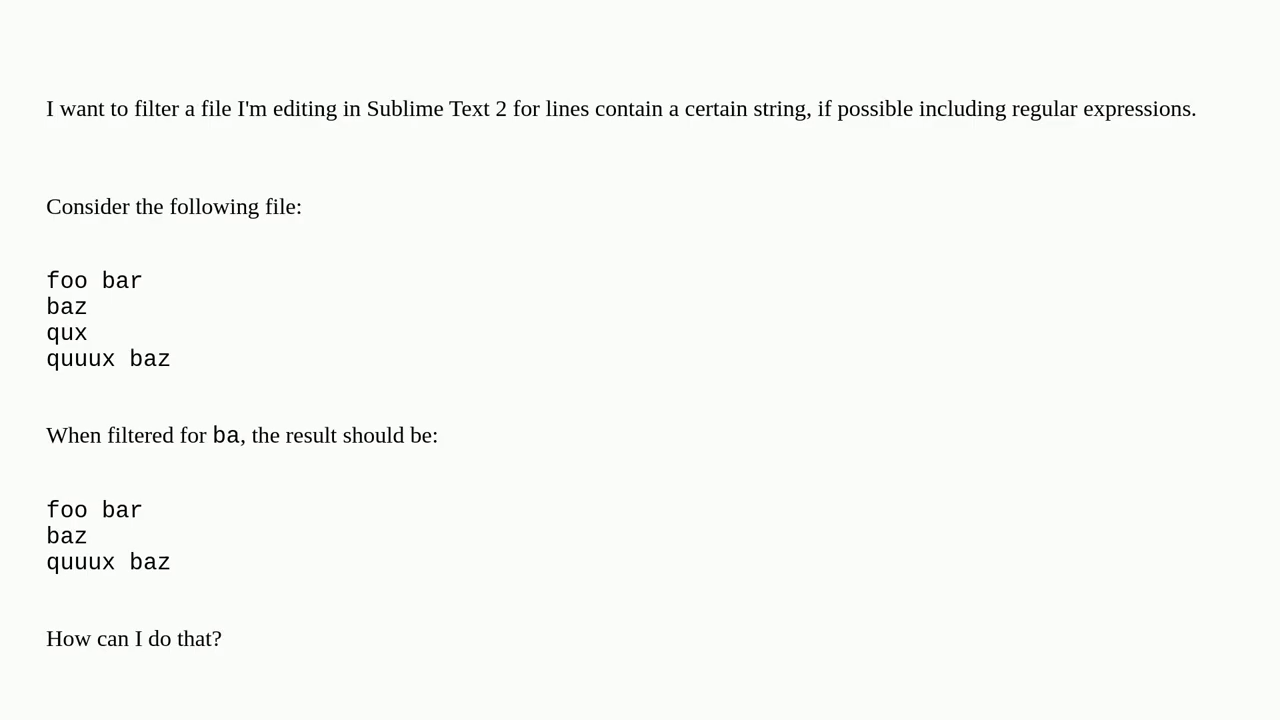 I want to filter a file I'm editing in Sublime Text 2 for lines contain a certain string, if possible including regular expressions.
Consider the following file:
foo bar
baz
qux
quuux baz
When filtered for ba, the result should be:
foo bar
baz
quuux baz
How can I do that?